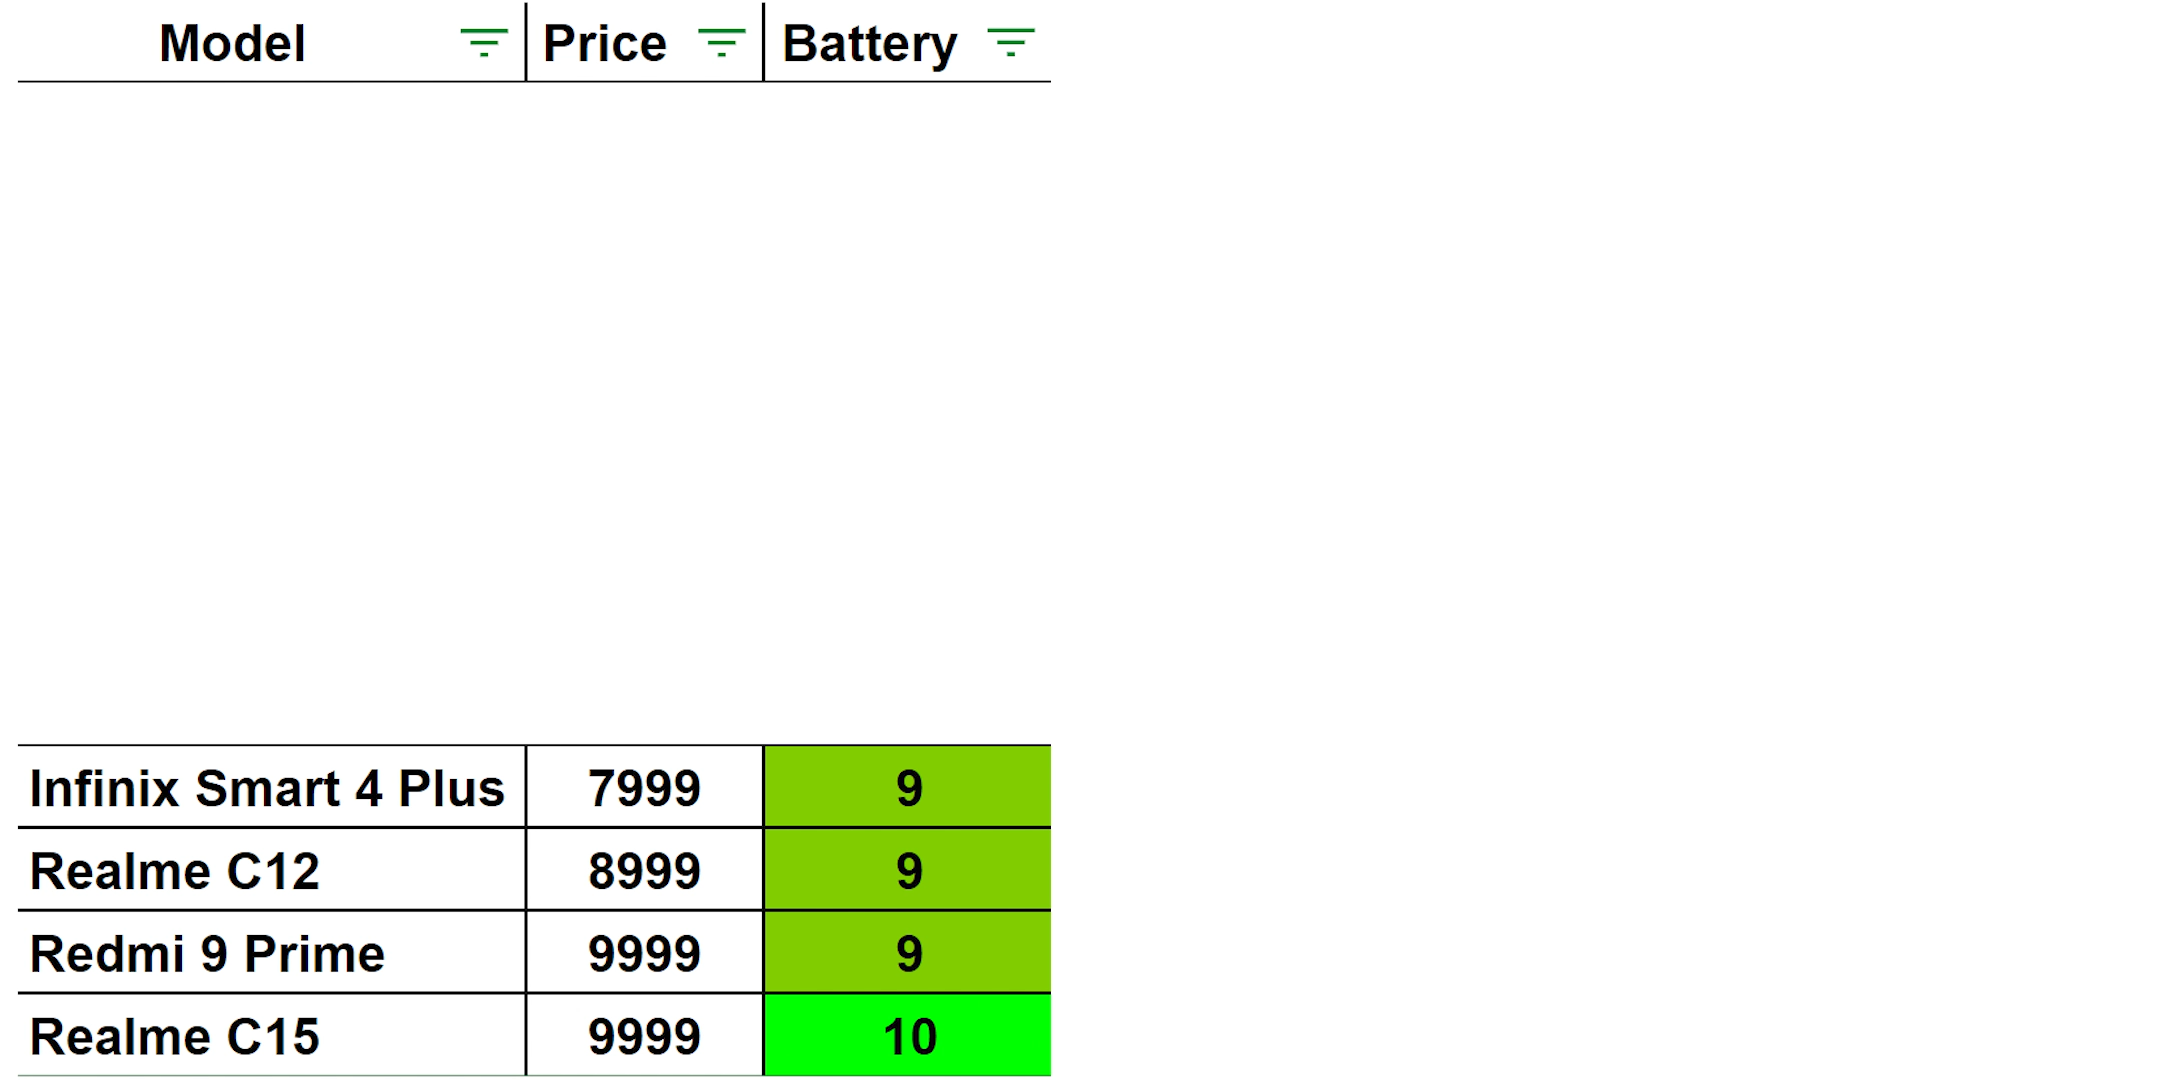 Model Price Battery
Infinix Smart 4 Plus 7999 9
Realme C12 8999 9
Redmi 9 Prime 9999 9
Realme C15 9999 10